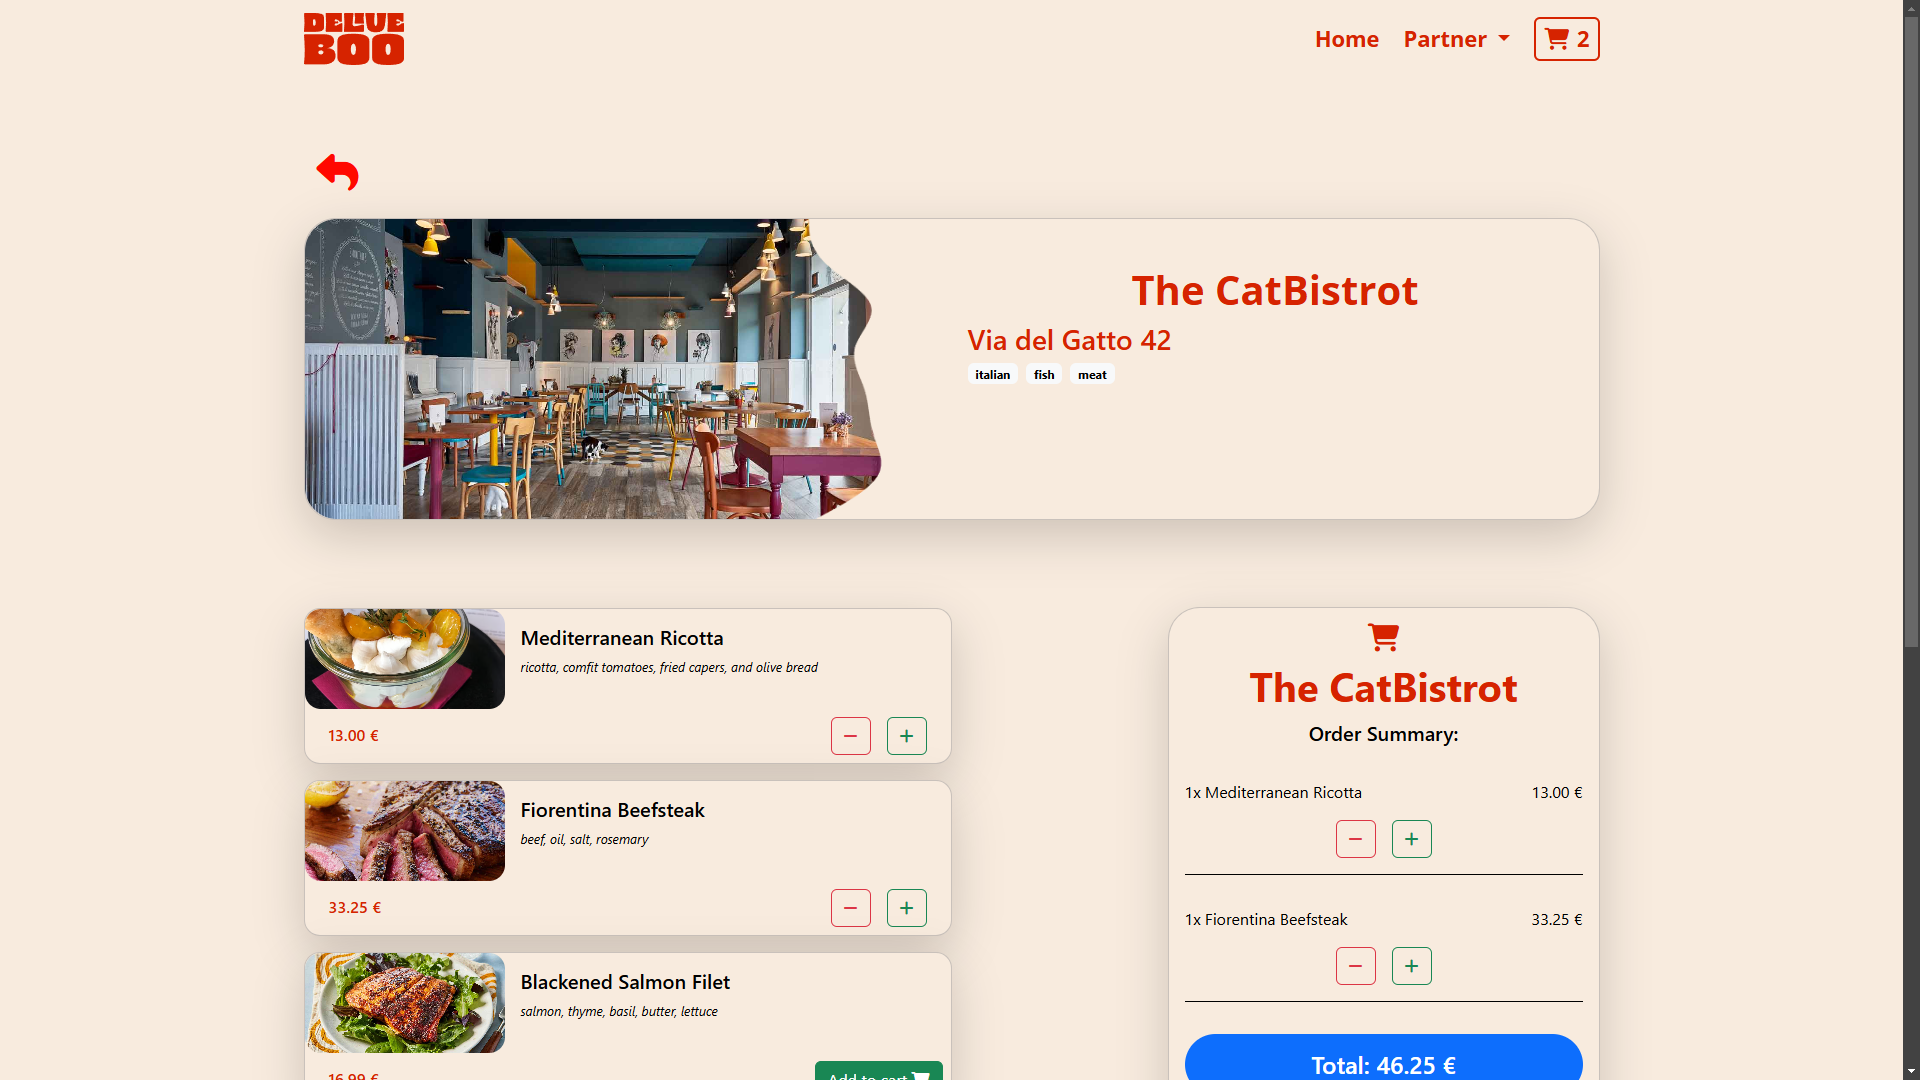 DELIVE
BOO
Home
Partner
2
The CatBistrot
Via del Gatto 42
italian
fish
meat
Mediterranean Ricotta
ricotta, comfit tomatoes, fried capers, and olive bread
13.00 €
Fiorentina Beefsteak
beef, oil, salt, rosemary
33.25 €
Blackened Salmon Filet
salmon, thyme, basil, butter, lettuce
16.99 €
Add to cart
The CatBistrot
Order Summary:
1x Mediterranean Ricotta 13.00 €
1x Fiorentina Beefsteak 33.25 €
Total: 46.25 €